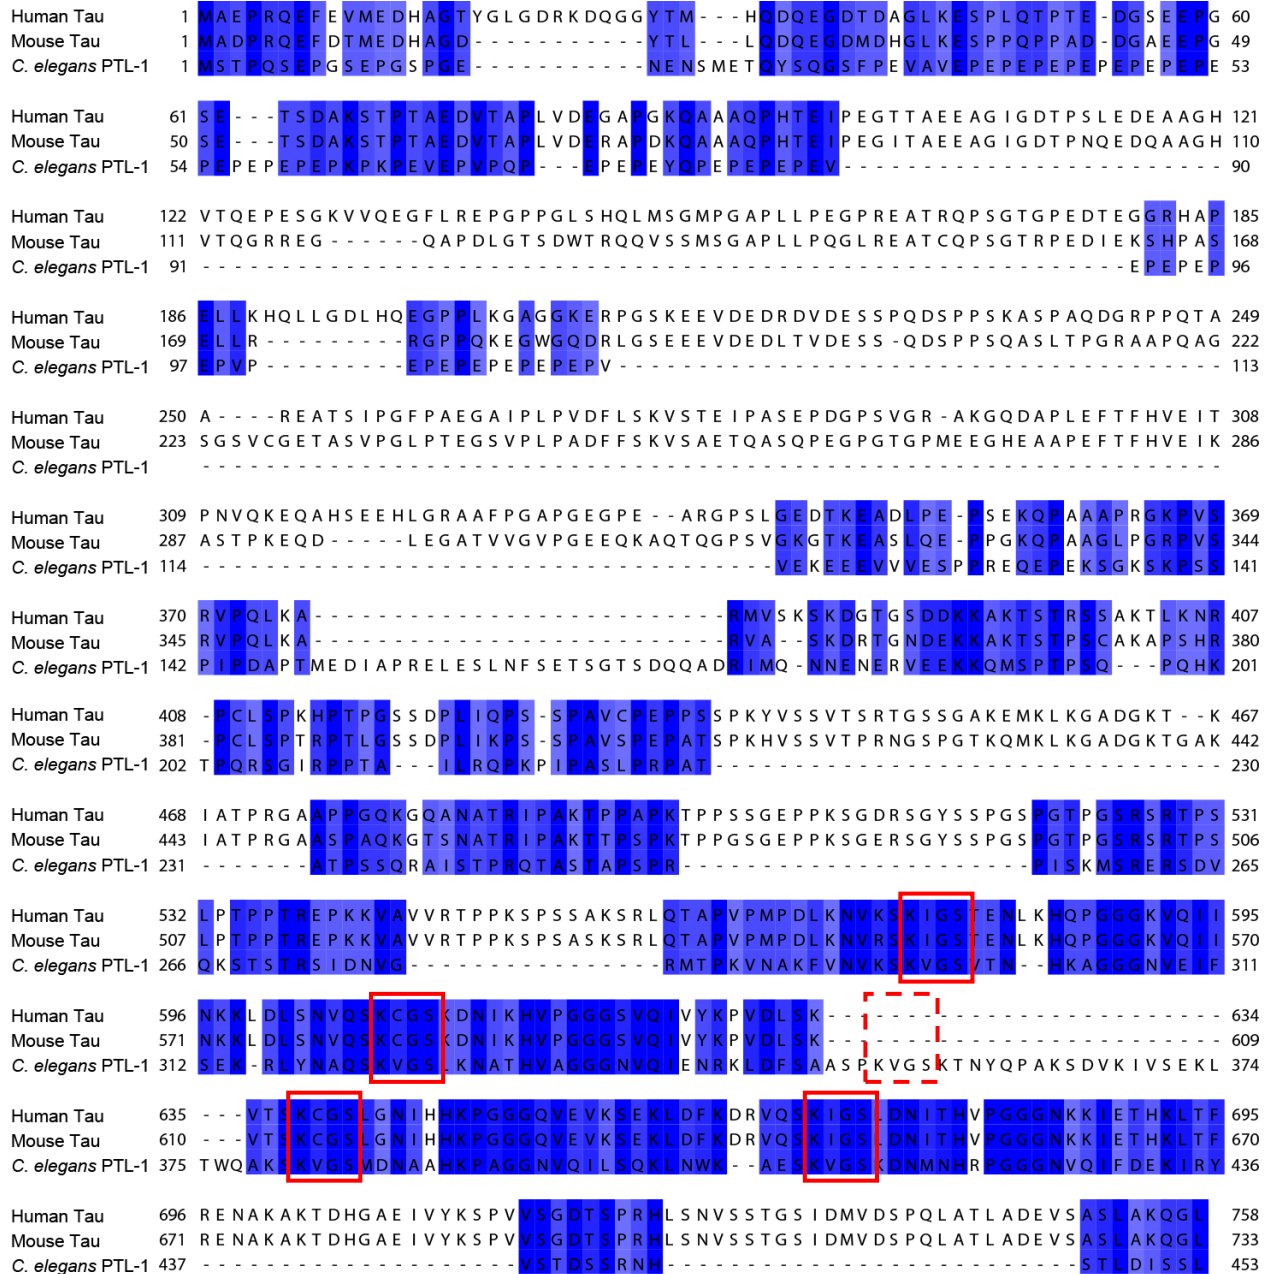 Human Tau 1 MAEPRQEFEVMEDHAGTYGLGDRKDQGGYTM---HQDQEGDTDAGLKESPLQTPTE-DGSEEPG 60
Mouse Tau 1 MADPRQEFDTMEDHAGD-----------YTL---LQDQEGDMDHGLKESPPQPPAD-DGAEEPG 49
C. elegans PTL-1 1 MSTPQSEPGSEPGSPGE-----------NENSMETQYSQGSFPEVAVEPEPEPEPEPEPEPEPE 53
Human Tau 61 SE---TSDAKSTPTAEDVTAPLVDEGAPGKQAAAQPHTEIPEGTTAEEAGIGDTPSLEDEAAGH 121
Mouse Tau 50 SE---TSDAKSTPTAEDVTAPLVDERAPDKQAAAQPHTEIPEGITAEEAGIGDTPNQEDQAAGH 110
C. elegans PTL-1 54 PEPEPEPEPKPKPEVEPVPQP---EPEPEYQPEPEPEPEV------------------------ 90
Human Tau 122 VTQEPESGKVVQEGFLREPGPPGLSHQLMSGMPGAPLLPEGPREATRQPSGTGPEDTEGGRHAP 185
Mouse Tau 111 VTQGRREG------QAPDLGTSDWTRQQVSSMSGAPLLPQGLREATCQPSGTRPEDIEKSHPAS 168
C. elegans PTL-1 91 ----------------------------------------------------------EPEPEP 96
Human Tau 186 ELLKHQLLGDLHQEGPPLKGAGGKERPGSKEEVDEDRDVDESSPQDSPPSKASPAQDGRPPQTA 249
Mouse Tau 169 ELLR---------RGPPQKEGWGQDRLGSEEEVDEDLTVDESS-QDSPPSQASLTPGRAAPQAG 222
C. elegans PTL-1 97 EPVP---------EPEPEPEPEPEPV-------------------------------------- 113
Human Tau 250 A----REATSIPGFPAEGAIPLPVDFLSKVSTEIPASEPDGPSVGR-AKGQDAPLEFTFHVEIT 308
Mouse Tau 223 SGSVCGETASVPGLPTEGSVPLPADFFSKVSAETQASQPEGPGTGPMEEGHEAAPEFTFHVEIK 286
C. elegans PTL-1 ----------------------------------------------------------------
Human Tau 309 PNVQKEQAHSEEHLGRAAFPGAPGEGPE--ARGPSLGEDTKEADLPE-PSEKQPAAAPRGKPVS 369
Mouse Tau 287 ASTPKEQD-----LEGATVVGVPGEEQKAQTQGPSVGKGTKEASLQE-PPGKQPAAGLPGRPVS 344
C. elegans PTL-1 114 ------------------------------------VEKEEEVVVESPPREQEPEKSGKSKPSS 141
Human Tau 370 RVPQLKA--------------------------RMVSKSKDGTGSDDKKAKTSTRSSAKTLKNR 407
Mouse Tau 345 RVPQLKA--------------------------RVA--SKDRTGNDEKKAKTSTPSCAKAPSHR 380
C. elegans PTL-1 142 PIPDAPTMEDIAPRELESLNFSETSGTSDQQADRIMQ-NNENERVEEKKQMSPTPSQ---PQHK 201
Human Tau 408 -PCLSPKHPTPGSSDPLIQPS-SPAVCPEPPSSPKYVSSVTSRTGSSGAKEMKLKGADGKT--K 467
Mouse Tau 381 -PCLSPTRPTLGSSDPLIKPS-SPAVSPEPATSPKHVSSVTPRNGSPGTKQMKLKGADGKTGAK 442
C. elegans PTL-1 202 TPQRSGIRPPTA---ILRQPKPIPASLPRPAT-------------------------------- 230
Human Tau 468 IATPRGAAPPGQKGQANATRIPAKTPPAPKTPPSSGEPPKSGDRSGYSSPGSPGTPGSRSRTPS 531
Mouse Tau 443 IATPRGAASPAQKGTSNATRIPAKTTPSPKTPPGSGEPPKSGERSGYSSPGSPGTPGSRSRTPS 506
C. elegans PTL-1 231 -------ATPSSQRAISTPRQTASTAPSPR----------------------PISKMSRERSDV 265
Human Tau 532 LPTPPTREPKKVAVVRTPPKSPSSAKSRLQTAPVPMPDLKNVKSKIGSTENLKHQPGGGKVQII 595
Mouse Tau 507 LPTPPTREPKKVAVVRTPPKSPSASKSRLQTAPVPMPDLKNVRSKIGSTENLKHQPGGGKVQII 570
C. elegans PTL-1 266 QKSTSTRSIDNVG----------------RMTPKVNAKFVNVKSKVGSVTN--HKAGGGNVEIF 311
Human Tau 596 NKKLDLSNVQSKCGSKDNIKHVPGGGSVQIVYKPVDLSK------------------------- 634
Mouse Tau 571 NKKLDLSNVQSKCGSKDNIKHVPGGGSVQIVYKPVDLSK------------------------- 609
C. elegans PTL-1 312 SEK-RLYNAQSKVGSLKNATHVAGGGNVQIENRKLDFSAASPKVGSKTNYQPAKSDVKIVSEKL 374
Human Tau 635 ---VTSKCGSLGNIHHKPGGGQVEVKSEKLDFKDRVQSKIGSLDNITHVPGGGNKKIETHKLTF 695
Mouse Tau 610 ---VTSKCGSLGNIHHKPGGGQVEVKSEKLDFKDRVQSKIGSLDNITHVPGGGNKKIETHKLTF 670
C. elegans PTL-1 375 TWQAKSKVGSMDNAAHKPAGGNVQILSQKLNWK--AESKVGSKDNMNHRPGGGNVQIFDEKIRY 436
Human Tau 696 RENAKAKTDHGAEIVYKSPVVSGDTSPRHLSNVSSTGSIDMVDSPQLATLADEVSASLAKQGL 758
Mouse Tau 671 RENAKAKTDHGAEIVYKSPVVSGDTSPRHLSNVSSTGSIDMVDSPQLATLADEVSASLAKQGL 733
C. elegans PTL-1 437 --------------------VSTDSSRNH--------------------------STLDISSL 453